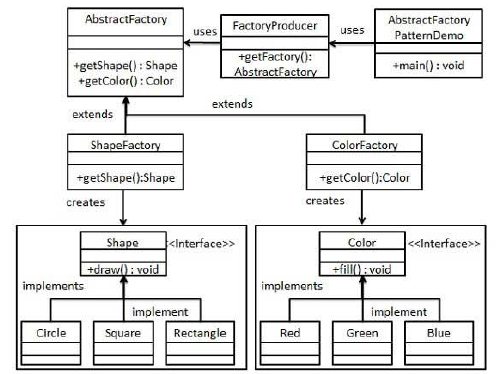 AbstractFactory
+getShape() : Shape
+getColor() : Color
uses
FactoryProducer
+getFactory():
AbstractFactory
uses
AbstractFactory
PatternDemo
+main() : void
extends
extends
ShapeFactory
+getShape():Shape
creates
ColorFactory
+getColor():Color
creates
Shape
<<Interface>>
+draw() : void
implements
implement
Circle
Square
Rectangle
Color
<<Interface>>
+fill() : void
implements
implement
Red
Green
Blue